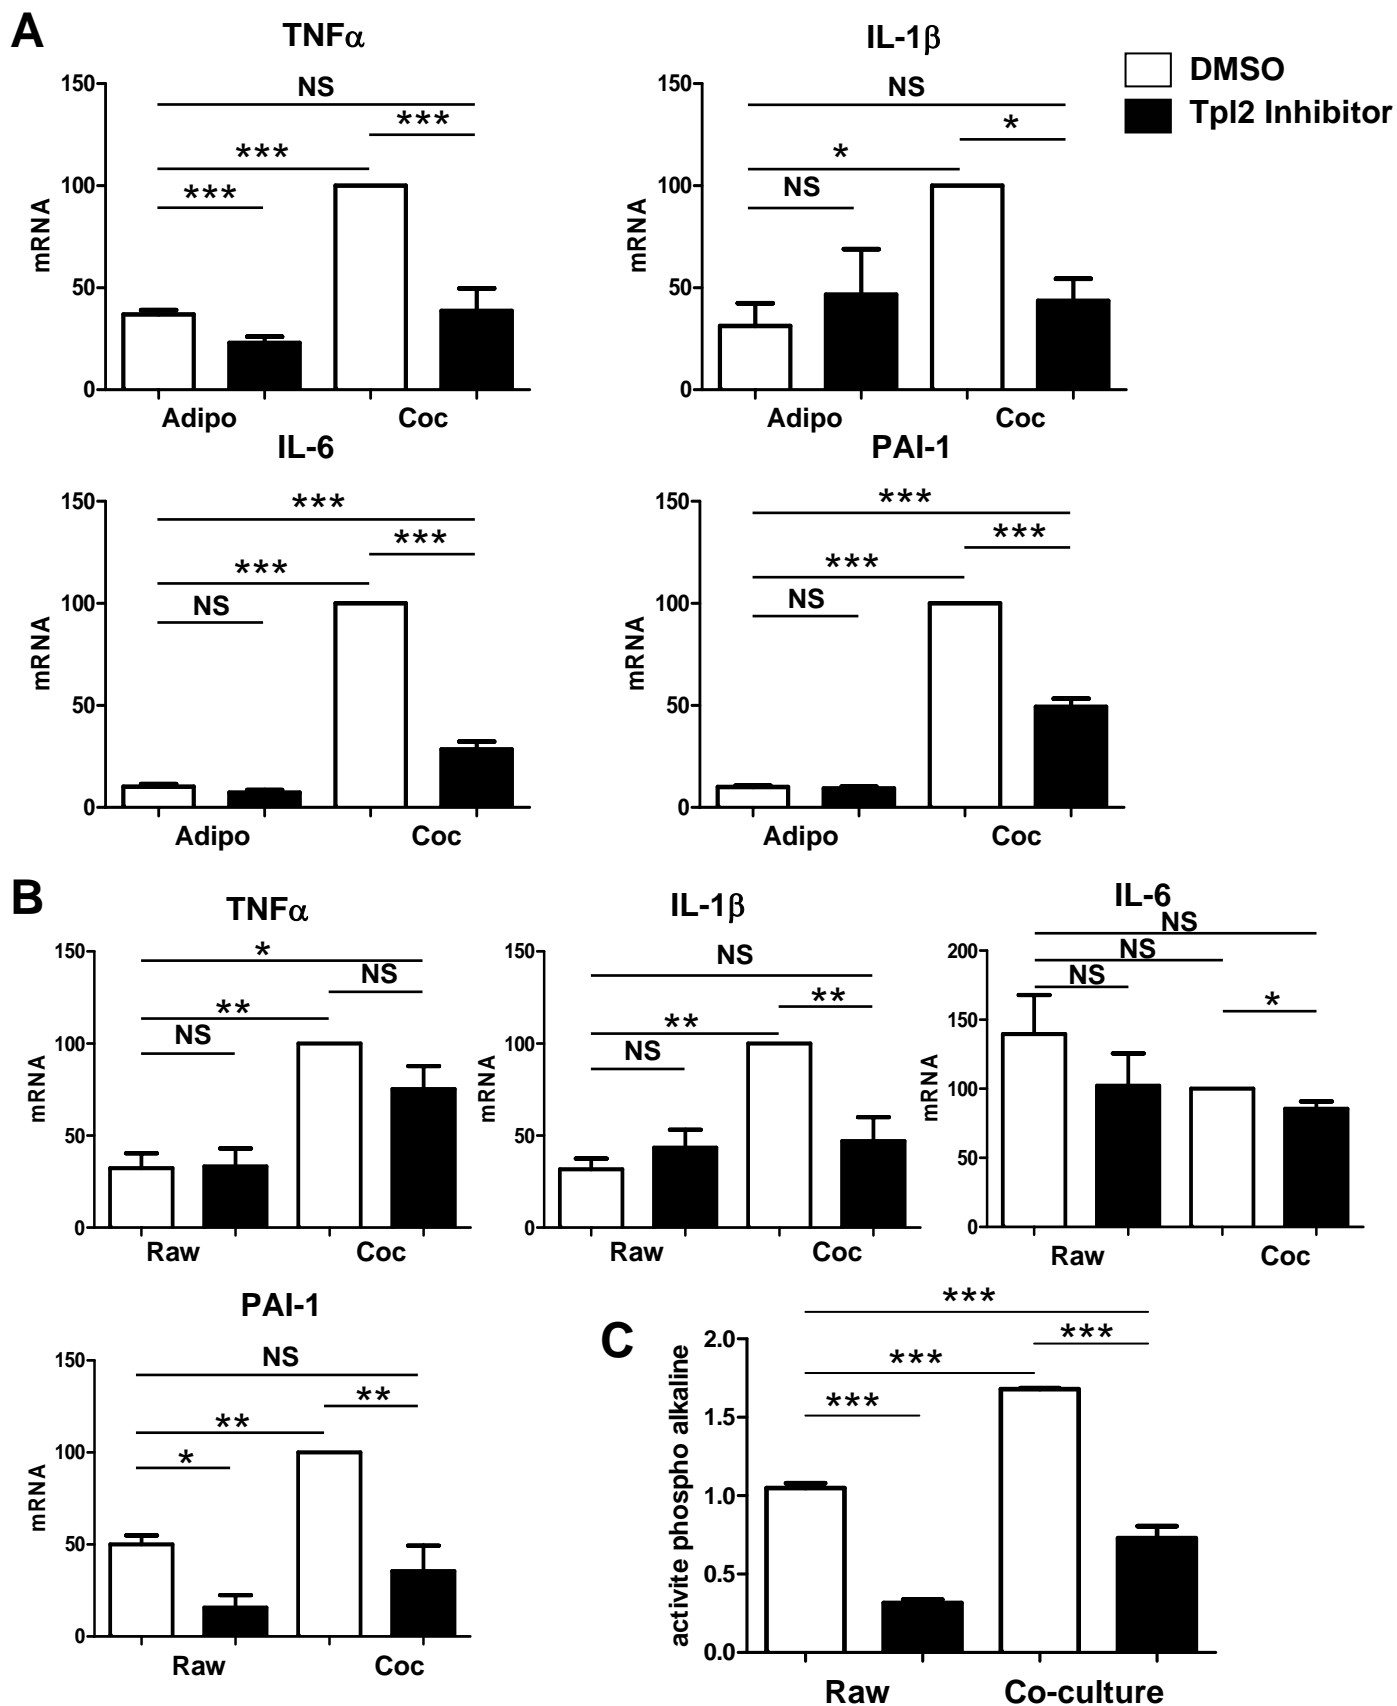 A
TNFα
IL-1β
DMSO
Tpl2 Inhibitor
150
100
50
0
mRNA
NS
***
***
***
Adipo
Coc
150
100
50
0
mRNA
NS
*
*
NS
Adipo
Coc
IL-6
PAI-1
150
100
50
0
mRNA
***
***
***
NS
Adipo
Coc
150
100
50
0
mRNA
***
***
***
NS
Adipo
Coc
B
TNFα
IL-1β
IL-6
150
100
50
0
mRNA
*
NS
**
NS
Raw
Coc
150
100
50
0
mRNA
NS
**
**
NS
Raw
Coc
200
150
100
50
0
mRNA
NS
NS
NS
*
Raw
Coc
PAI-1
150
100
50
0
mRNA
NS
**
**
*
Raw
Coc
C
2.0
1.5
1.0
0.5
0.0
activite phospho alkaline
***
***
***
***
Raw
Co-culture